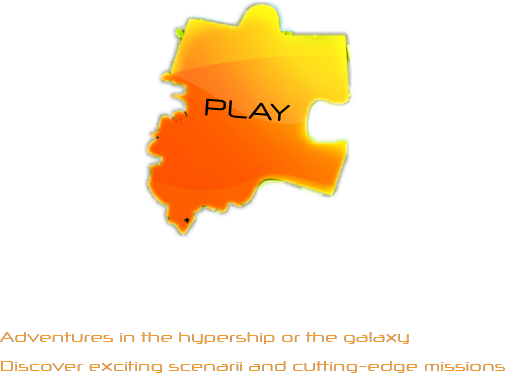 PLAY
Adventures in the hypership or the galaxy
Discover exciting scenarii and cutting-edge missions